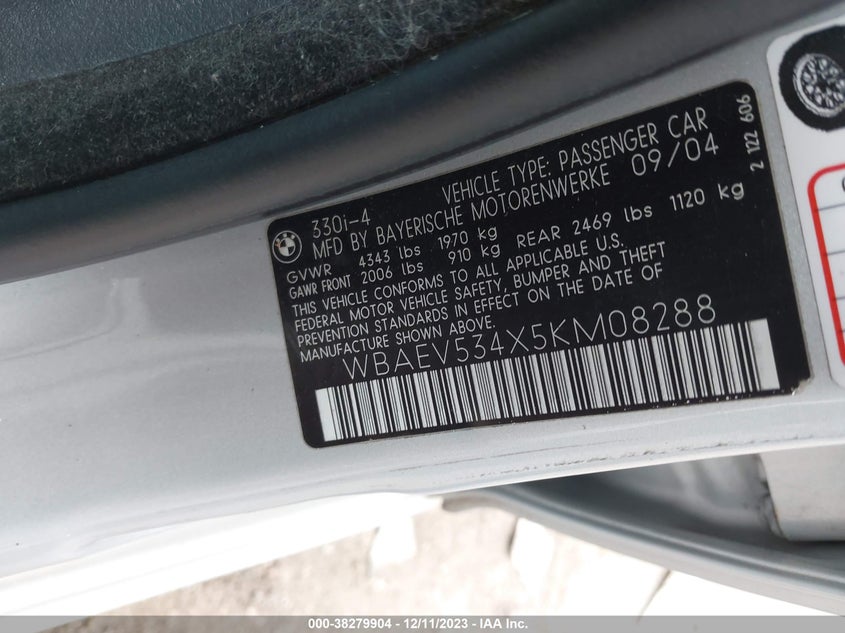 330i-4 VEHICLE TYPE: PASSENGER CAR
MFD BY BAYERISCHE MOTORENWERKE 09/04
GVWR 4343 lbs 1970 kg
GAWR FRONT 2006 lbs 910 kg REAR 2469 lbs 1120 kg
THIS VEHICLE CONFORMS TO ALL APPLICABLE U.S.
FEDERAL MOTOR VEHICLE SAFETY, BUMPER AND THEFT
PREVENTION STANDARDS IN EFFECT ON THE DATE OF
MANUFACTURE SHOWN ABOVE.
WBAEV534X5KM08288
2 122 606
000-38279904 - 12/11/2023 - IAA Inc.